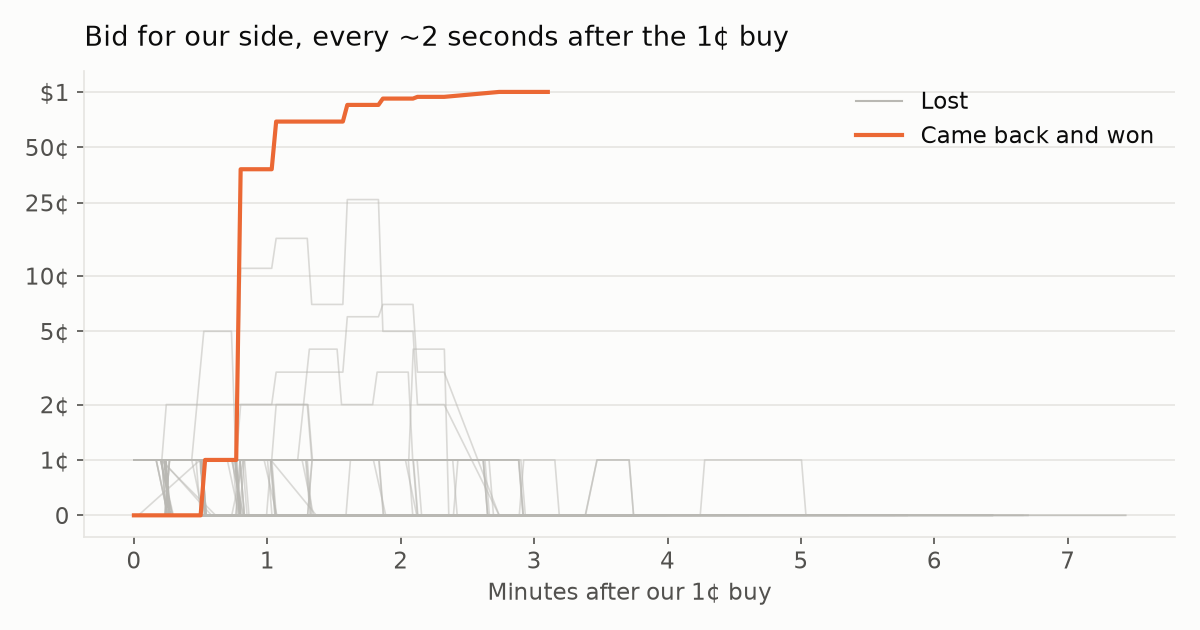 Bid for our side, every ~2 seconds after the 1¢ buy
$1
50¢
25¢
10¢
5¢
2¢
1¢
0
Lost
Came back and won
0 1 2 3 4 5 6 7
Minutes after our 1¢ buy